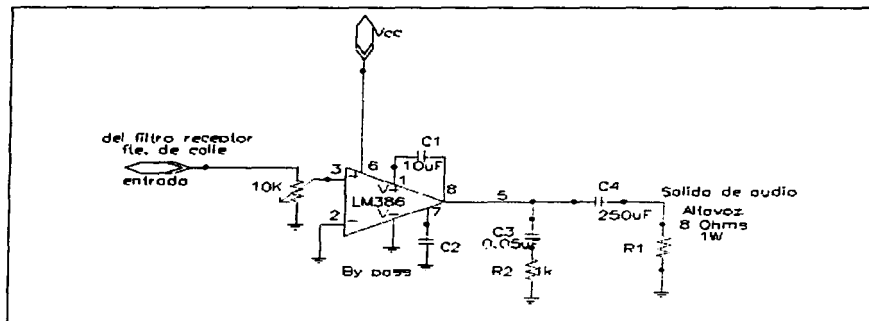 Vcc
del filtro receptor
fte. de calle
entrada
10K
3
6
1
C1
10uF
8
V+
LM386
V-
2
7
5
C4
250uF
Salida de audio
Altavoz
8 Ohms
1W
C2
C3
0.05uF
R2
1k
R1
By pass